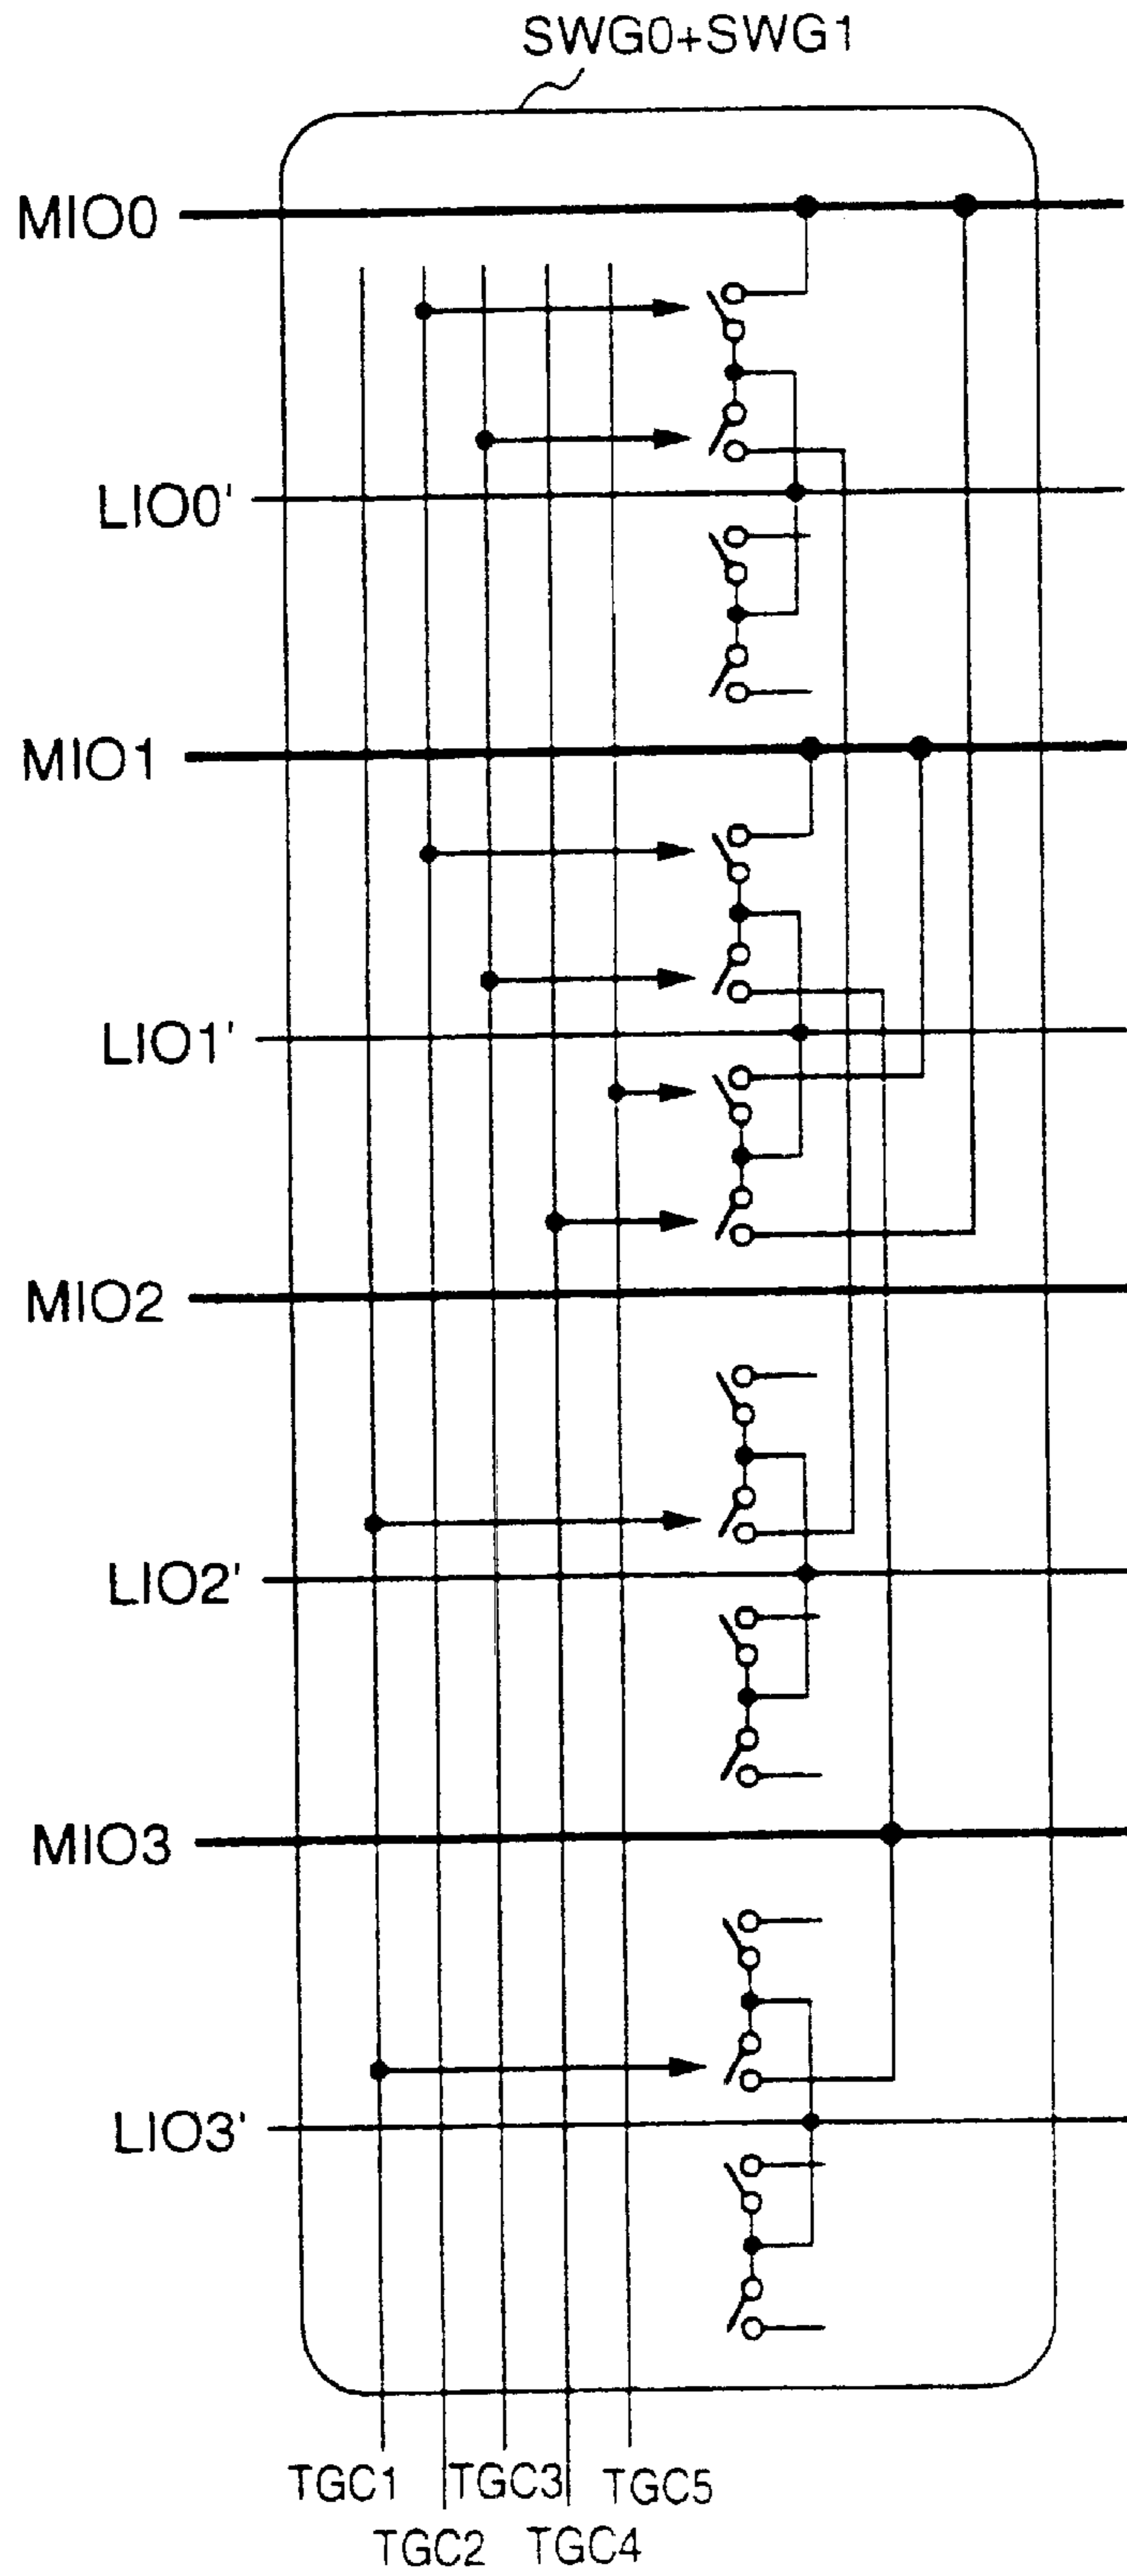 SWG0+SWG1
MIO0
LIO0'
MIO1
LIO1'
MIO2
LIO2'
MIO3
LIO3'
TGC1 TGC3 TGC5
TGC2 TGC4